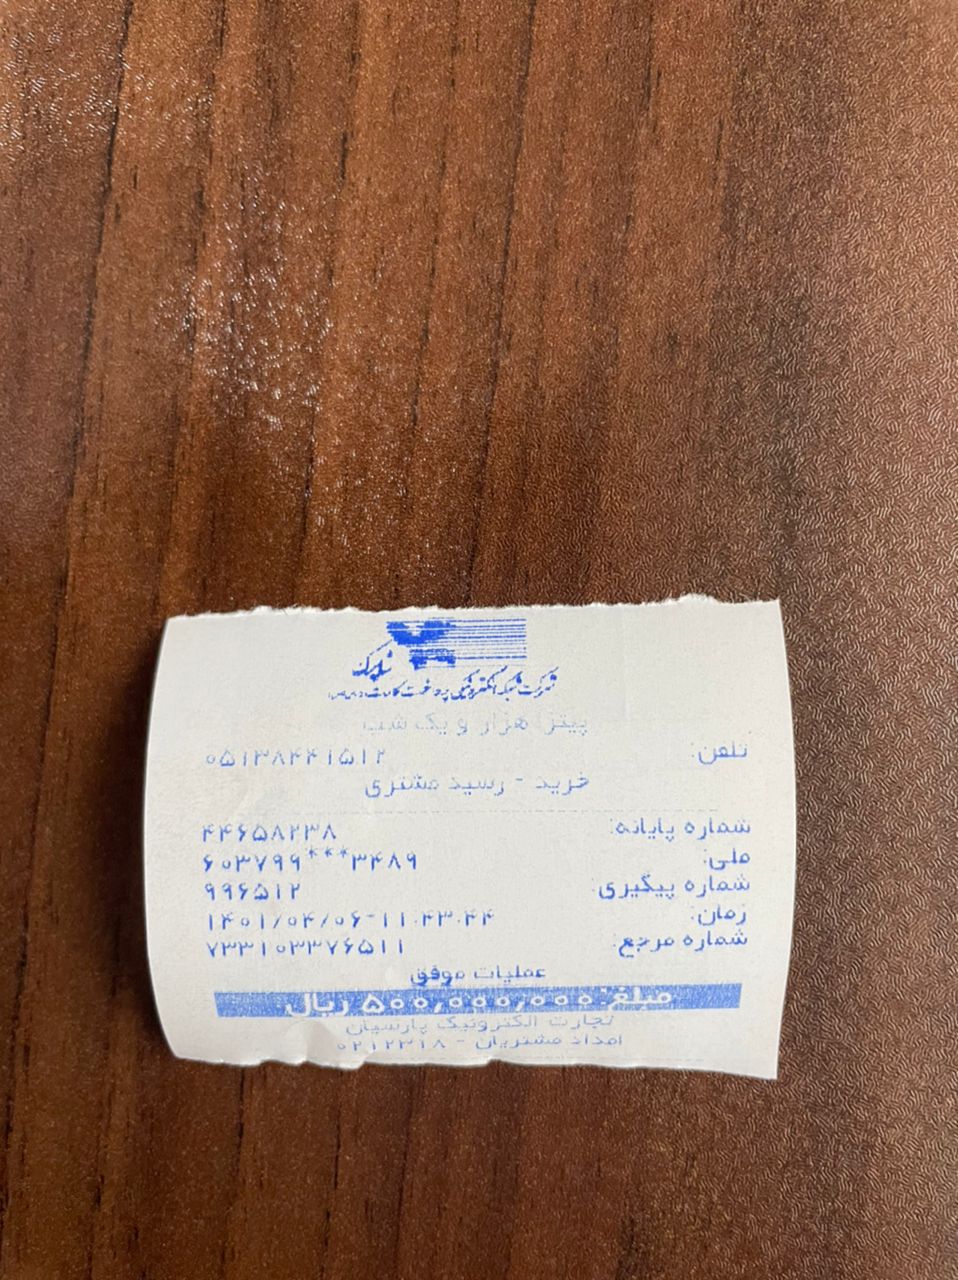 شاپرک
شرکت شبکه الکترونیکی پرداخت کارت
پیتزا هزار و یک شب
تلفن: ۰۵۱۳۸۴۴۱۵۱۲
خرید - رسید مشتری
شماره پایانه: ۴۴۶۵۸۲۳۸
ملی: ۶۰۳۷۹۹***۳۴۸۹
شماره پیگیری: ۹۹۶۵۱۲
زمان: ۱۴۰۱/۰۴/۰۶-۱۱:۴۳:۴۴
شماره مرجع: ۷۳۳۱۰۳۳۷۶۵۱۱
عملیات موفق
مبلغ: ۵۰۰,۰۰۰,۰۰۰ ریال
تجارت الکترونیک پارسیان
امداد مشتریان - ۰۲۱۲۳۱۸